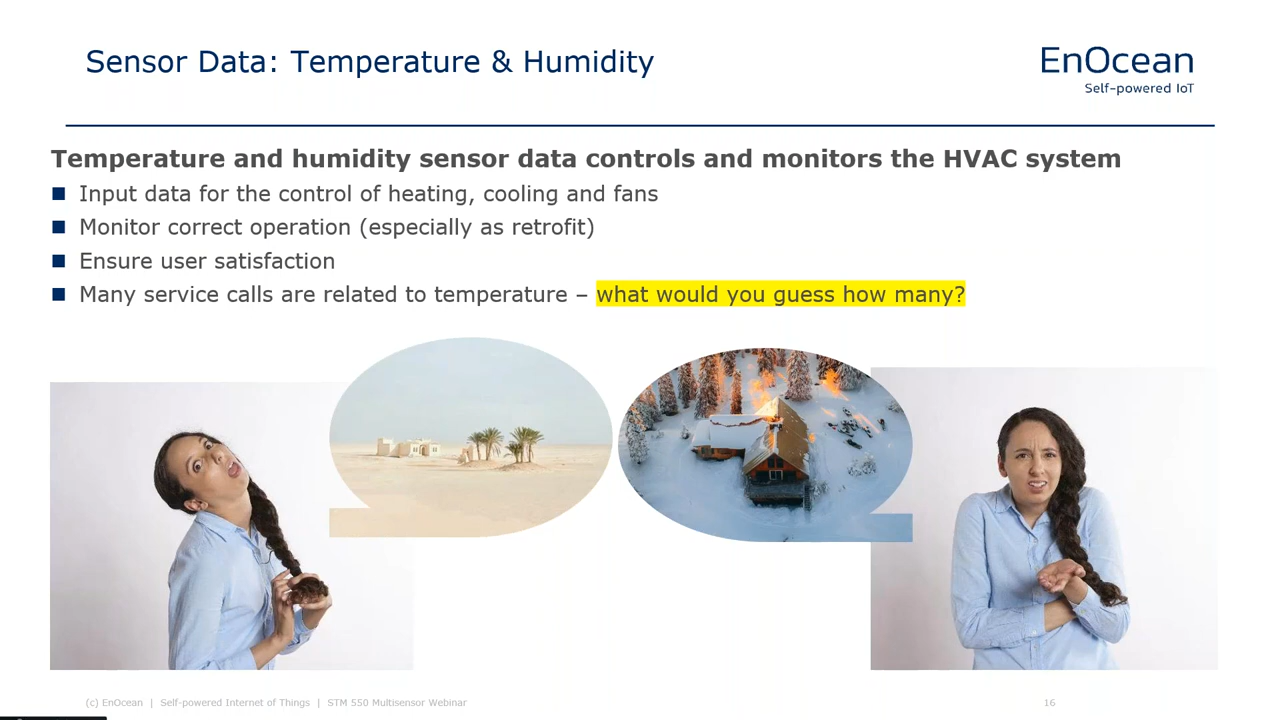 Sensor Data: Temperature & Humidity
EnOcean
Self-powered IoT
Temperature and humidity sensor data controls and monitors the HVAC system
Input data for the control of heating, cooling and fans
Monitor correct operation (especially as retrofit)
Ensure user satisfaction
Many service calls are related to temperature – what would you guess how many?
(c) EnOcean | Self-powered Internet of Things | STM 550 Multisensor Webinar
16